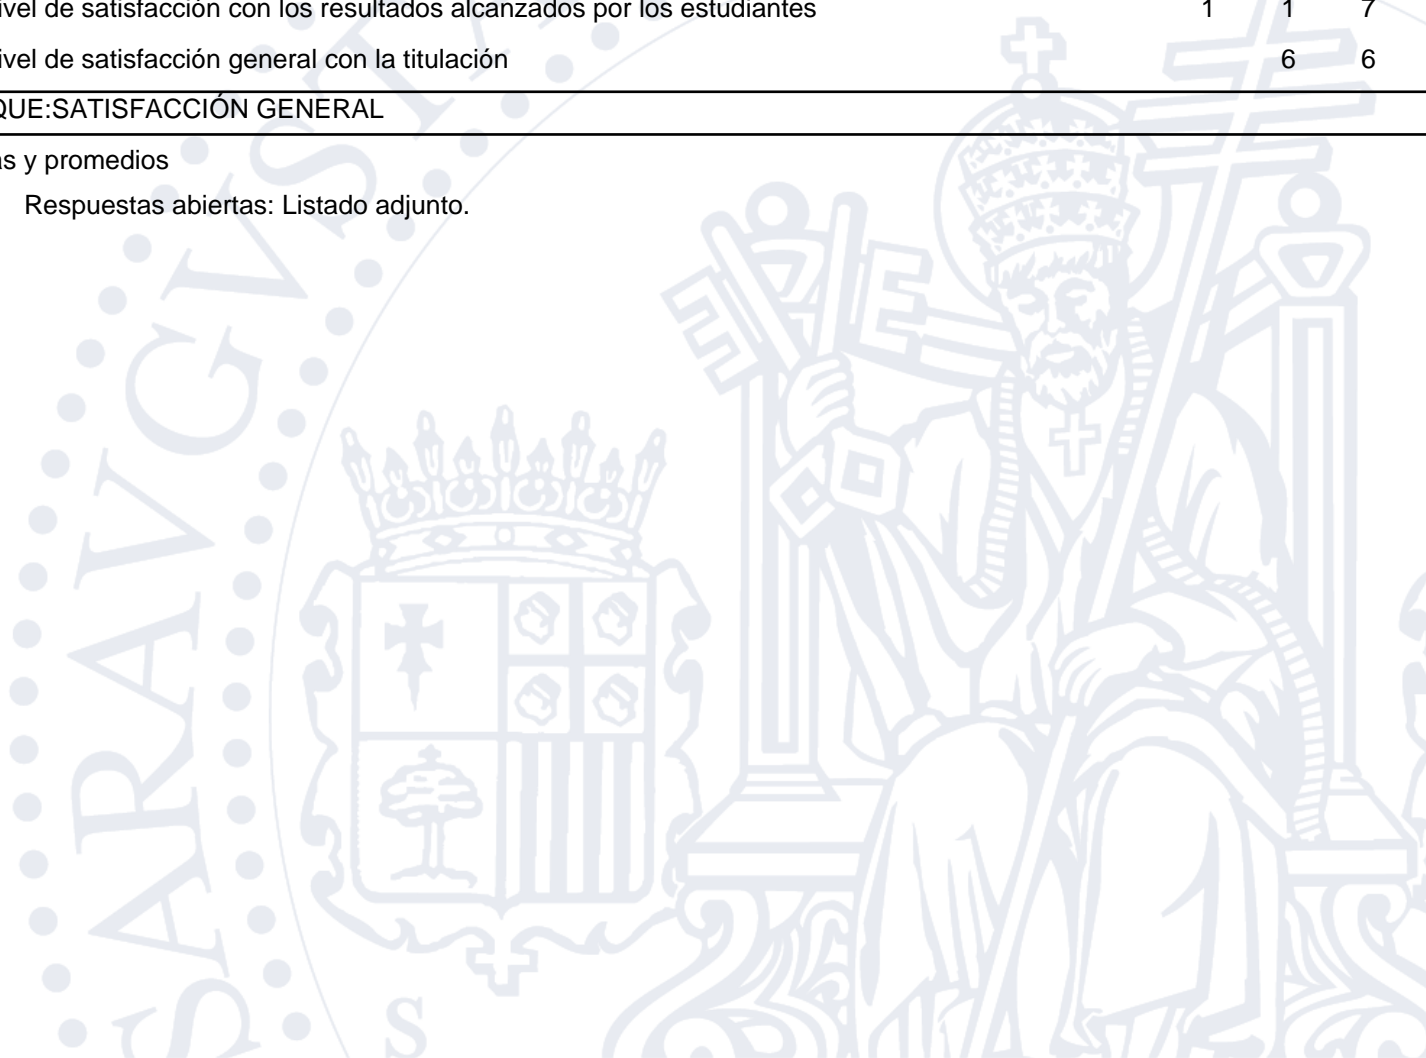 ivel de satisfacción con los resultados alcanzados por los estudiantes 1 1 7
ivel de satisfacción general con la titulación 6 6
QUE:SATISFACCIÓN GENERAL
as y promedios
Respuestas abiertas: Listado adjunto.
SARAVGVSTA
S